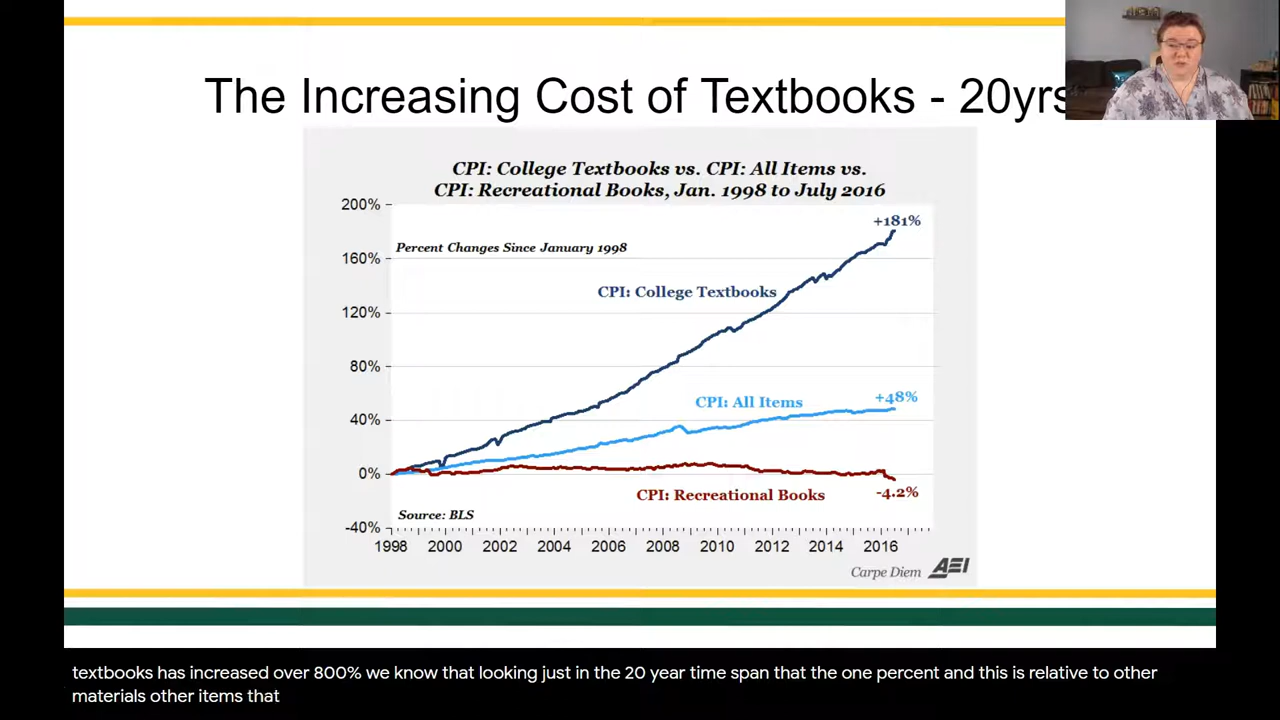 The Increasing Cost of Textbooks - 20yrs
CPI: College Textbooks vs. CPI: All Items vs.
CPI: Recreational Books, Jan. 1998 to July 2016
200%
+181%
Percent Changes Since January 1998
160%
CPI: College Textbooks
120%
80%
CPI: All Items
+48%
40%
0%
CPI: Recreational Books
-4.2%
Source: BLS
-40%
1998 2000 2002 2004 2006 2008 2010 2012 2014 2016
Carpe Diem AEI
textbooks has increased over 800% we know that looking just in the 20 year time span that the one percent and this is relative to other
materials other items that